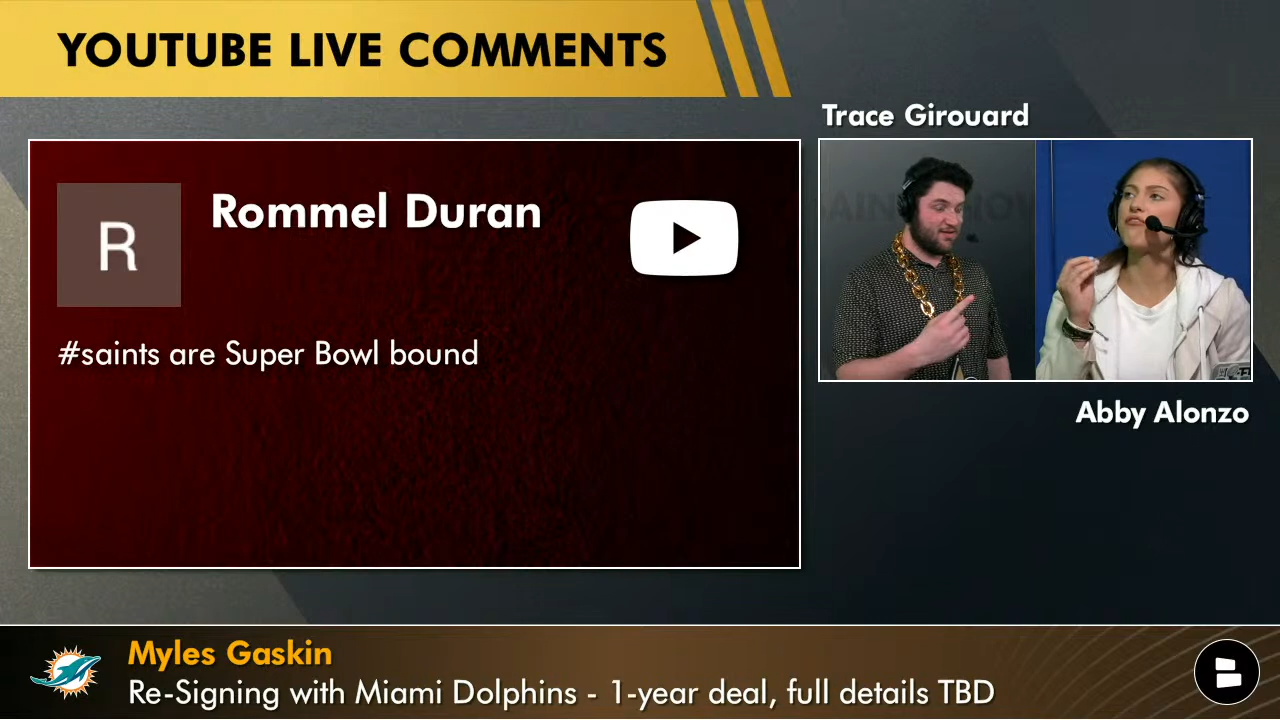 YOUTUBE LIVE COMMENTS
Trace Girouard
R
Rommel Duran
#saints are Super Bowl bound
Abby Alonzo
Myles Gaskin
Re-Signing with Miami Dolphins - 1-year deal, full details TBD